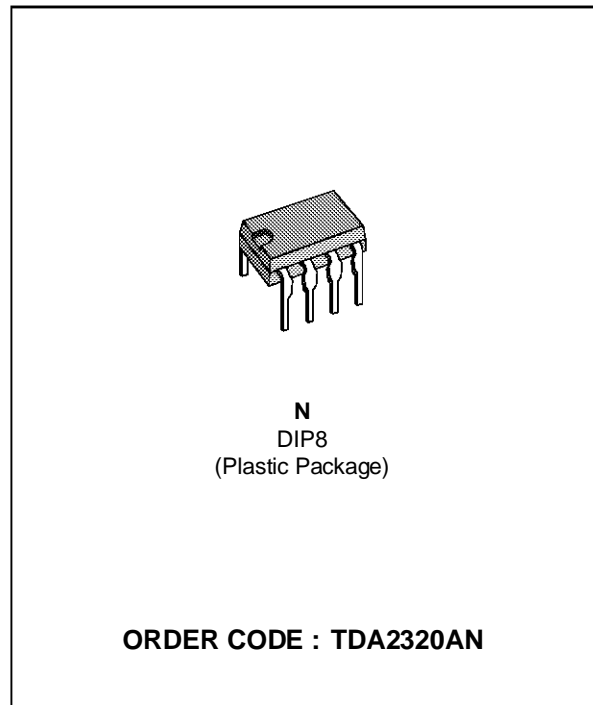 N
DIP8
(Plastic Package)
ORDER CODE : TDA2320AN